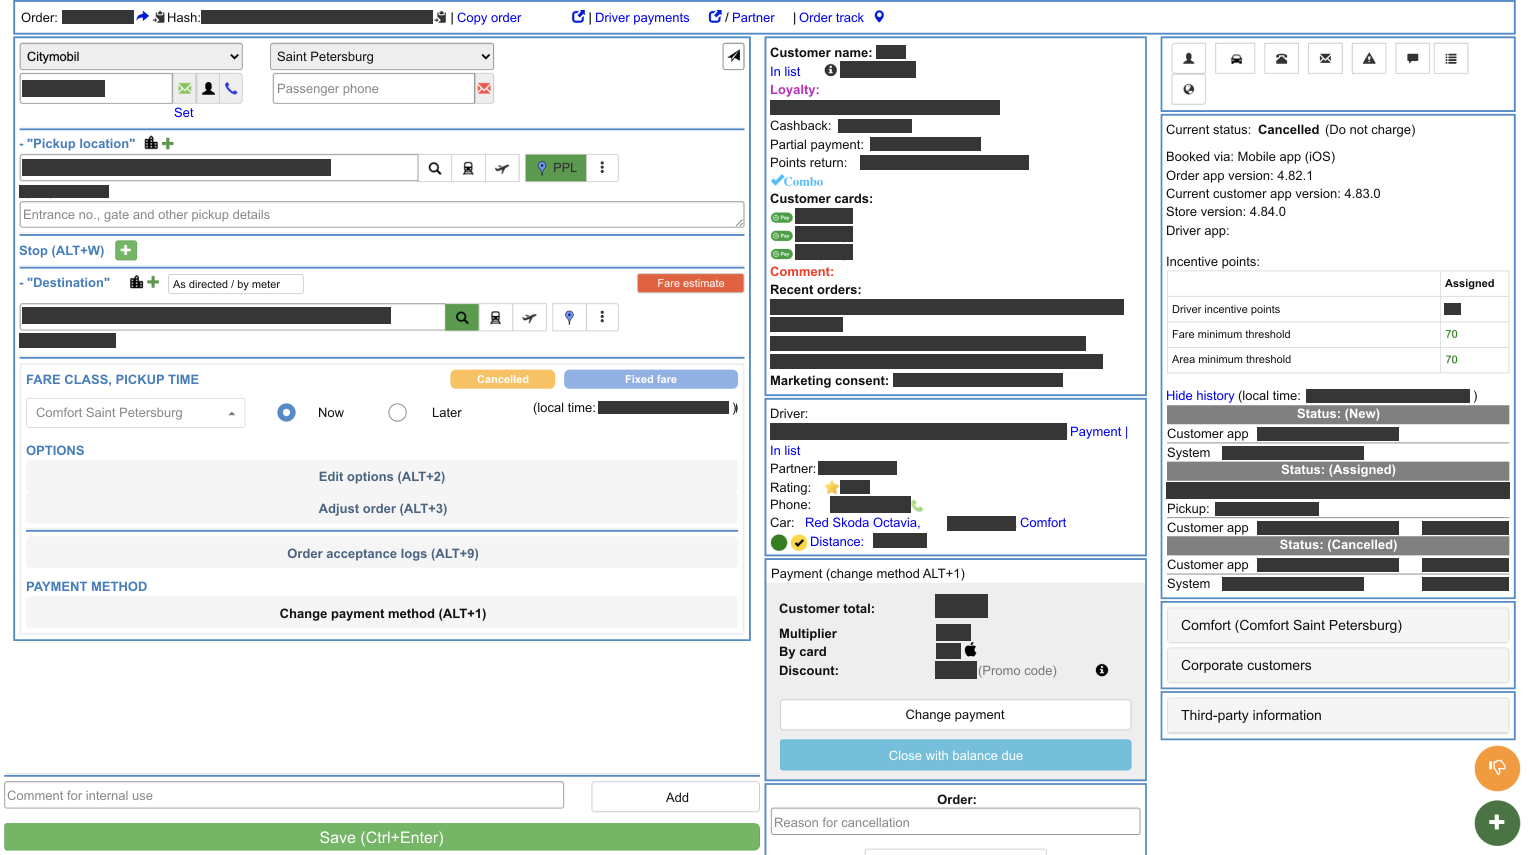 Order:
Hash:
| Copy order
| Driver payments
/ Partner
| Order track
Citymobil
Saint Petersburg
Passenger phone
Set
- "Pickup location"
PPL
Entrance no., gate and other pickup details
Stop (ALT+W)
- "Destination"
As directed / by meter
Fare estimate
FARE CLASS, PICKUP TIME
Cancelled
Fixed fare
Comfort Saint Petersburg
Now
Later
(local time: )
OPTIONS
Edit options (ALT+2)
Adjust order (ALT+3)
Order acceptance logs (ALT+9)
PAYMENT METHOD
Change payment method (ALT+1)
Comment for internal use
Add
Save (Ctrl+Enter)
Customer name:
In list
Loyalty:
Cashback:
Partial payment:
Points return:
Combo
Customer cards:
Pay
Pay
Pay
Comment:
Recent orders:
Marketing consent:
Driver:
Payment |
In list
Partner:
Rating:
Phone:
Car: Red Skoda Octavia, Comfort
Distance:
Payment (change method ALT+1)
Customer total:
Multiplier
By card
Discount: (Promo code)
Change payment
Close with balance due
Order:
Reason for cancellation
Current status: Cancelled (Do not charge)
Booked via: Mobile app (iOS)
Order app version: 4.82.1
Current customer app version: 4.83.0
Store version: 4.84.0
Driver app:
Incentive points:
Assigned
Driver incentive points
Fare minimum threshold 70
Area minimum threshold 70
Hide history (local time: )
Status: (New)
Customer app
System
Status: (Assigned)
Pickup:
Customer app
Status: (Cancelled)
Customer app
System
Comfort (Comfort Saint Petersburg)
Corporate customers
Third-party information